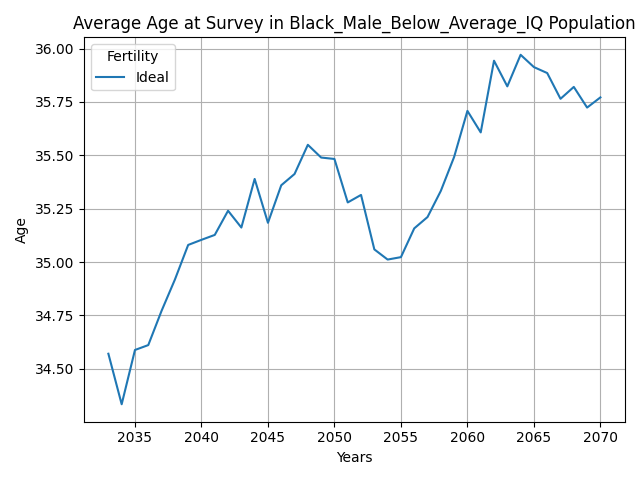 Average Age at Survey in Black_Male_Below_Average_IQ Population
Fertility
Ideal
36.00
35.75
35.50
35.25
35.00
34.75
34.50
Age
2035 2040 2045 2050 2055 2060 2065 2070
Years